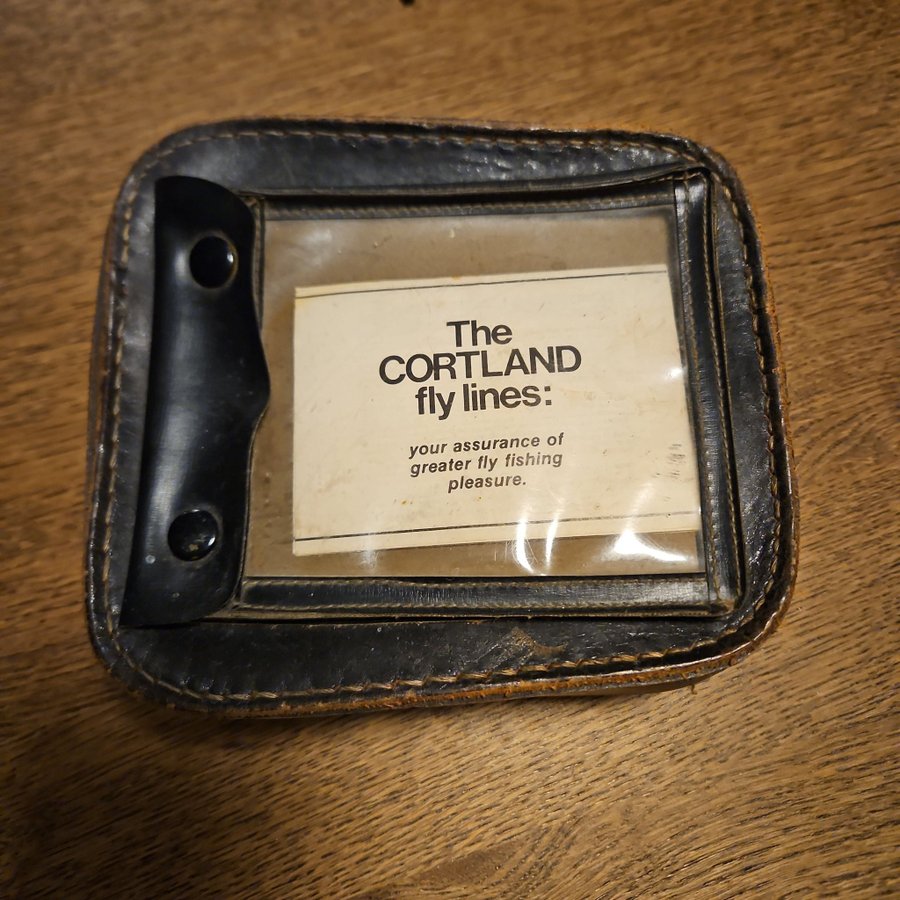 The
CORTLAND
fly lines:
your assurance of
greater fly fishing
pleasure.